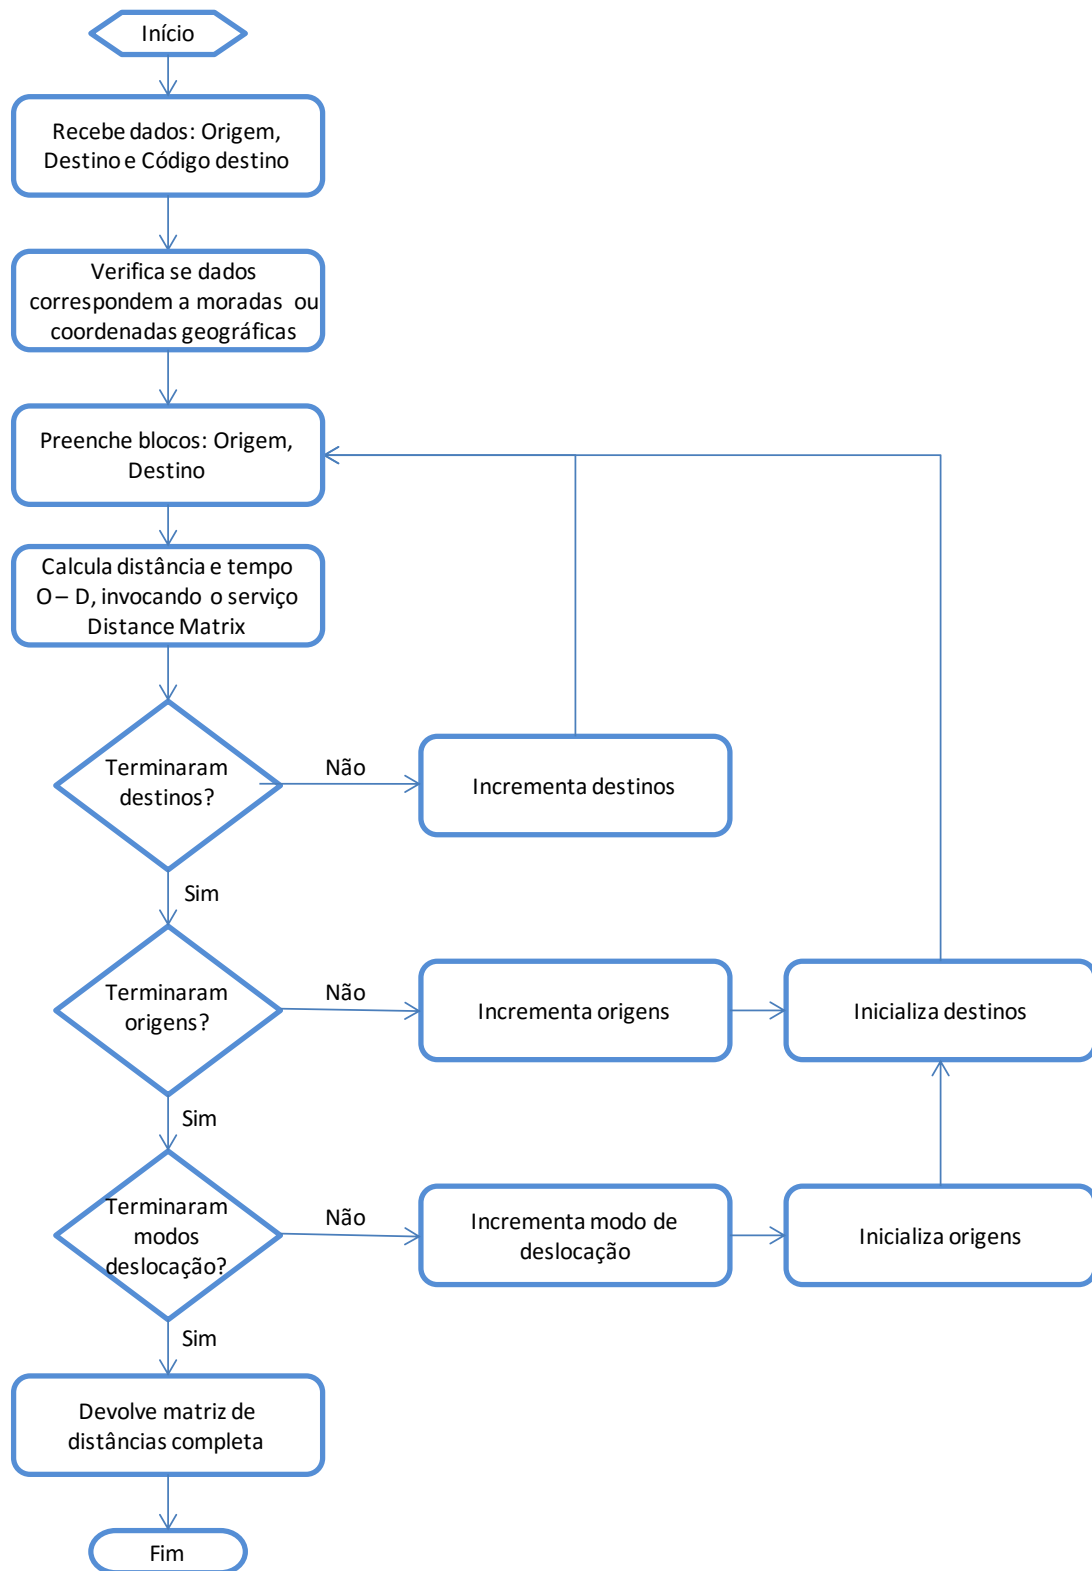 Início
Recebe dados: Origem,
Destino e Código destino
Verifica se dados
correspondem a moradas ou
coordenadas geográficas
Preenche blocos: Origem,
Destino
Calcula distância e tempo
O – D, invocando o serviço
Distance Matrix
Terminaram
destinos?
Não
Incrementa destinos
Sim
Terminaram
origens?
Não
Incrementa origens
Inicializa destinos
Sim
Terminaram
modos
deslocação?
Não
Incrementa modo de
deslocação
Inicializa origens
Sim
Devolve matriz de
distâncias completa
Fim